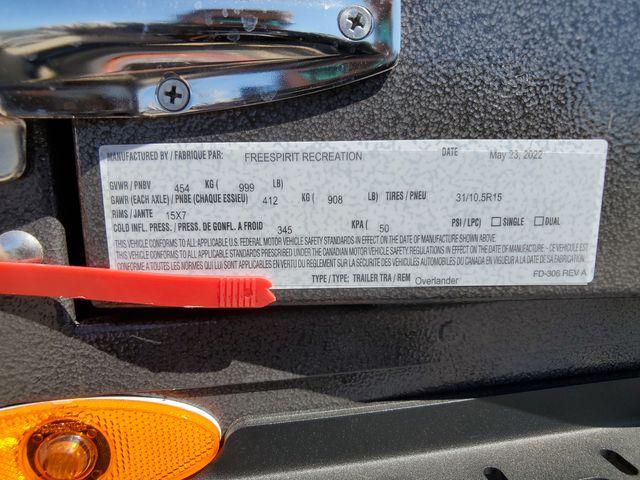 MANUFACTURED BY / FABRIQUE PAR: FREESPIRIT RECREATION DATE May 23, 2022
GVWR / PNBV 454 KG ( 999 LB)
GAWR (EACH AXLE) / PNBE (CHAQUE ESSIEU) 412 KG ( 908 LB) TIRES / PNEU 31/10.5R15
RIMS / JANTE 15X7
COLD INFL. PRESS. / PRESS. DE GONFL. A FROID 345 KPA ( 50 PSI / LPC) SINGLE DUAL
THIS VEHICLE CONFORMS TO ALL APPLICABLE U.S. FEDERAL MOTOR VEHICLE SAFETY STANDARDS IN EFFECT ON THE DATE OF MANUFACTURE SHOWN ABOVE.
THIS VEHICLE CONFORMS TO ALL APPLICABLE STANDARDS PRESCRIBED UNDER THE CANADIAN MOTOR VEHICLE SAFETY REGULATIONS IN EFFECT ON THE DATE OF MANUFACTURE - CE VEHICULE EST
CONFORME A TOUTES LES NORMES QUI LUI SONT APPLICABLES EN VERTU DU REGLEMENT SUR LA SECURITE DES VEHICULES AUTOMOBILES DU CANADA EN VIGUEUR A LA DATE DE SA FABRICATION.
TYPE / TYPE: TRAILER TRA / REM Overlander FD-306 REV A